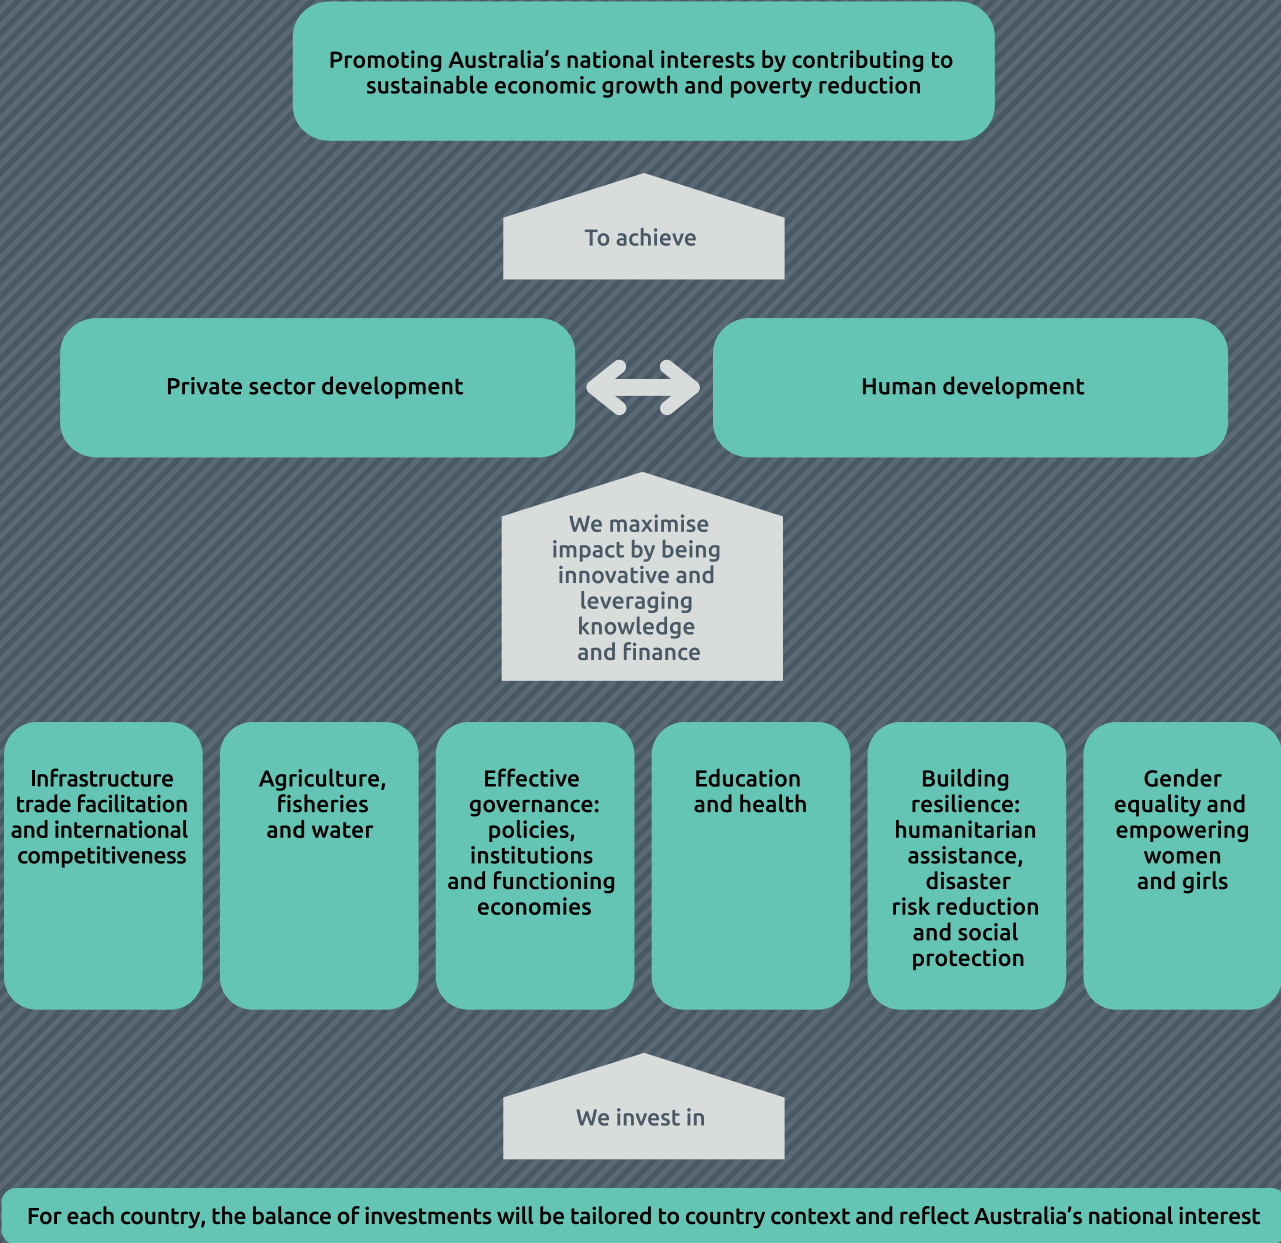 Promoting Australia's national interests by contributing to
sustainable economic growth and poverty reduction
To achieve
Private sector development
Human development
We maximise
impact by being
innovative and
leveraging
knowledge
and finance
Infrastructure
trade facilitation
and international
competitiveness
Agriculture,
fisheries
and water
Effective
governance:
policies,
institutions
and functioning
economies
Education
and health
Building
resilience:
humanitarian
assistance,
disaster
risk reduction
and social
protection
Gender
equality and
empowering
women
and girls
We invest in
For each country, the balance of investments will be tailored to country context and reflect Australia's national interest